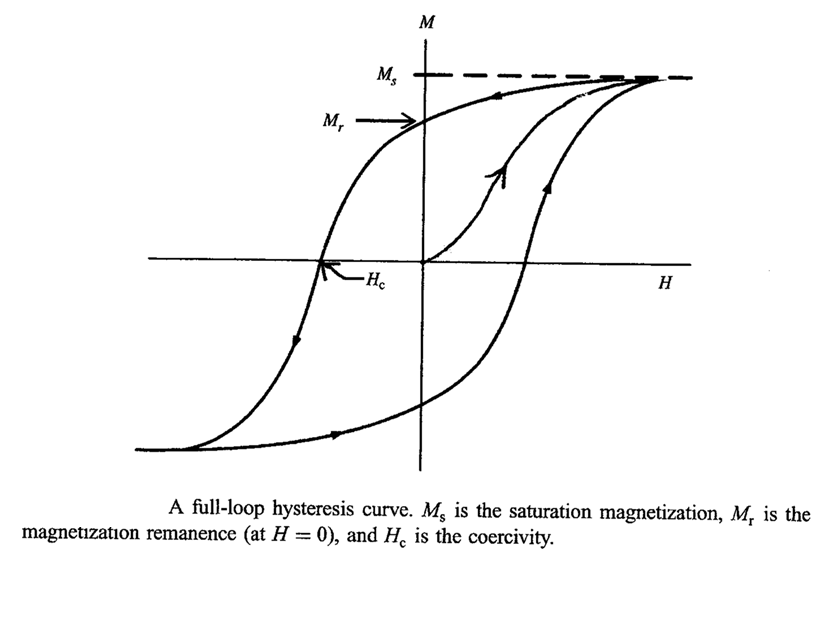 M
Ms
Mr
Hc
H
A full-loop hysteresis curve. Ms is the saturation magnetization, Mr is the
magnetization remanence (at H = 0), and Hc is the coercivity.